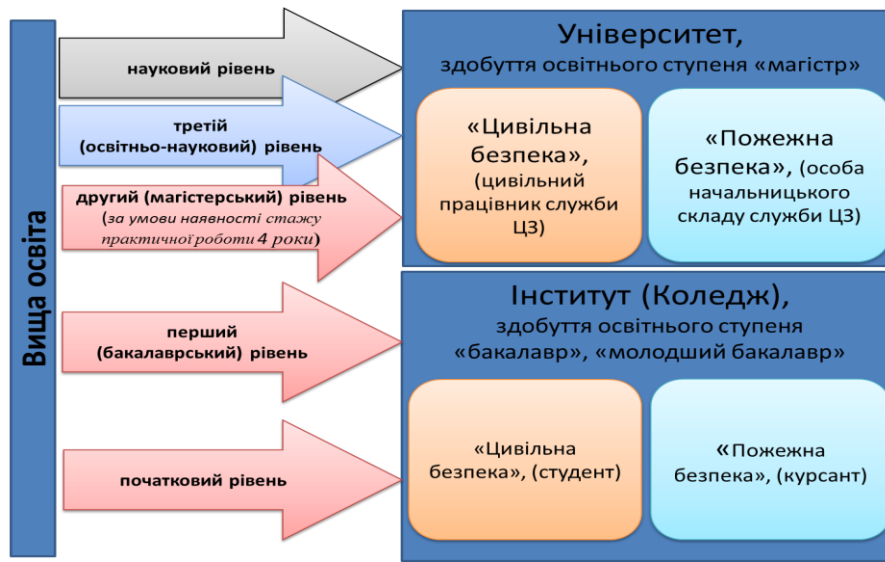 Вища освіта
науковий рівень
третій
(освітньо-науковий) рівень
другий (магістерський) рівень
(за умови наявності стажу
практичної роботи 4 роки)
перший
(бакалаврський) рівень
початковий рівень
Університет,
здобуття освітнього ступеня «магістр»
«Цивільна
безпека»,
(цивільний
працівник служби
ЦЗ)
«Пожежна
безпека», (особа
начальницького
складу служби ЦЗ)
Інститут (Коледж),
здобуття освітнього ступеня
«бакалавр», «молодший бакалавр»
«Цивільна
безпека», (студент)
«Пожежна
безпека», (курсант)